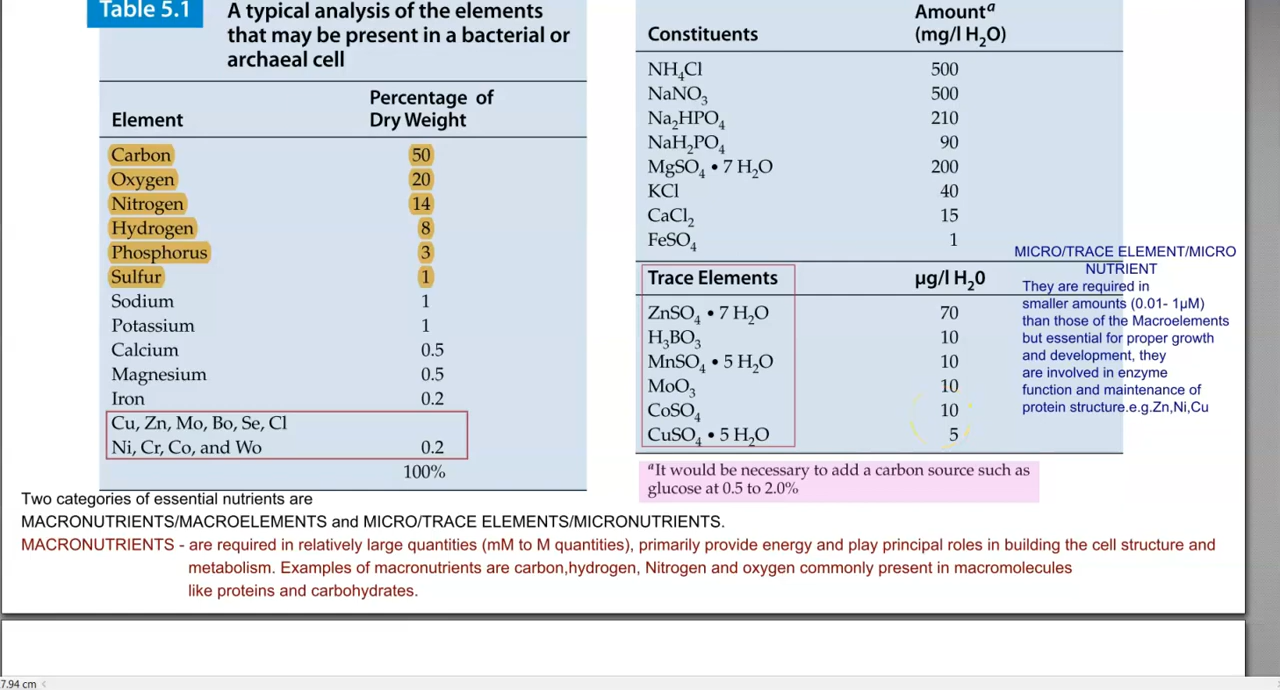 Table 5.1
A typical analysis of the elements
that may be present in a bacterial or
archaeal cell
Element Percentage of Dry Weight
Carbon 50
Oxygen 20
Nitrogen 14
Hydrogen 8
Phosphorus 3
Sulfur 1
Sodium 1
Potassium 1
Calcium 0.5
Magnesium 0.5
Iron 0.2
Cu, Zn, Mo, Bo, Se, Cl
Ni, Cr, Co, and Wo 0.2
100%
Constituents Amountᵃ (mg/l H₂O)
NH₄Cl 500
NaNO₃ 500
Na₂HPO₄ 210
NaH₂PO₄ 90
MgSO₄ • 7 H₂O 200
KCl 40
CaCl₂ 15
FeSO₄ 1
Trace Elements µg/l H₂0
ZnSO₄ • 7 H₂O 70
H₃BO₃ 10
MnSO₄ • 5 H₂O 10
MoO₃ 10
CoSO₄ 10
CuSO₄ • 5 H₂O 5
ᵃIt would be necessary to add a carbon source such as
glucose at 0.5 to 2.0%
MICRO/TRACE ELEMENT/MICRO
NUTRIENT
They are required in
smaller amounts (0.01- 1µM)
than those of the Macroelements
but essential for proper growth
and development, they
are involved in enzyme
function and maintenance of
protein structure.e.g.Zn,Ni,Cu
Two categories of essential nutrients are
MACRONUTRIENTS/MACROELEMENTS and MICRO/TRACE ELEMENTS/MICRONUTRIENTS.
MACRONUTRIENTS - are required in relatively large quantities (mM to M quantities), primarily provide energy and play principal roles in building the cell structure and
metabolism. Examples of macronutrients are carbon,hydrogen, Nitrogen and oxygen commonly present in macromolecules
like proteins and carbohydrates.
7.94 cm